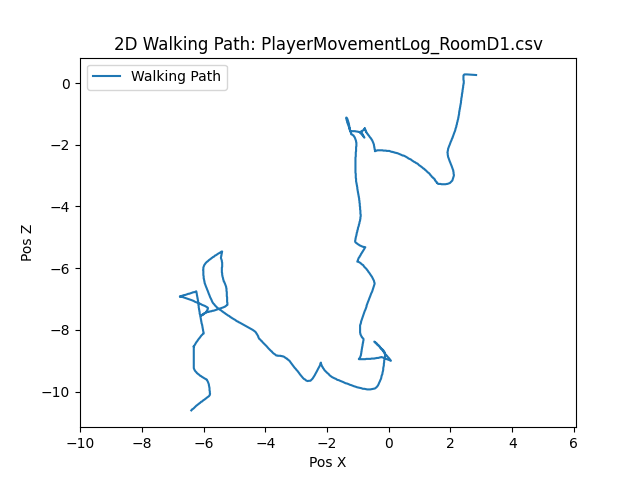 2D Walking Path: PlayerMovementLog_RoomD1.csv
Walking Path
Pos Z
0
−2
−4
−6
−8
−10
−10 −8 −6 −4 −2 0 2 4 6
Pos X